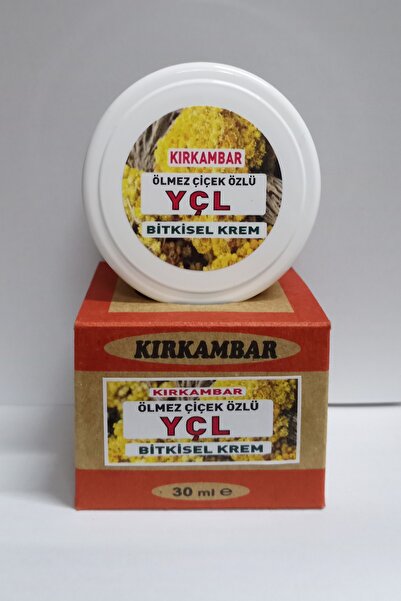 KIRKAMBAR
ÖLMEZ ÇİÇEK ÖZLÜ
YÇL
BİTKİSEL KREM
KIRKAMBAR
KIRKAMBAR
ÖLMEZ ÇİÇEK ÖZLÜ
YÇL
BİTKİSEL KREM
30 ml ℮